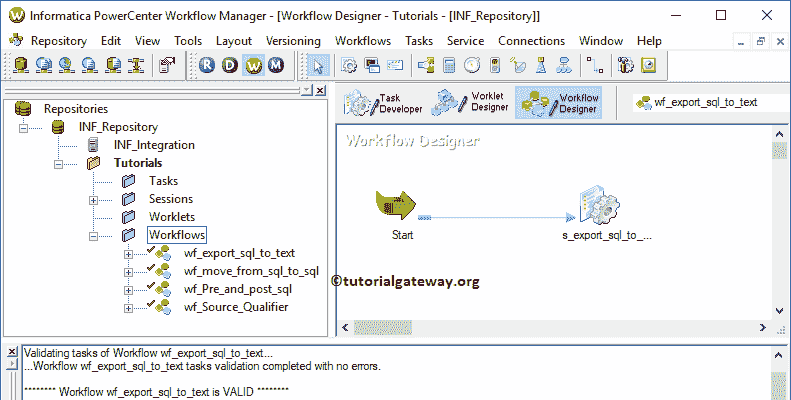 Informatica PowerCenter Workflow Manager - [Workflow Designer - Tutorials - [INF_Repository]]
Repository Edit View Tools Layout Versioning Workflows Tasks Service Connections Window Help
R D W M
Task Developer
Worklet Designer
Workflow Designer
wf_export_sql_to_text
Repositories
INF_Repository
INF_Integration
Tutorials
Tasks
Sessions
Worklets
Workflows
wf_export_sql_to_text
wf_move_from_sql_to_sql
wf_Pre_and_post_sql
wf_Source_Qualifier
Workflow Designer
Start
s_export_sql_to_...
©tutorialgateway.org
Validating tasks of Workflow wf_export_sql_to_text...
...Workflow wf_export_sql_to_text tasks validation completed with no errors.
******** Workflow wf_export_sql_to_text is VALID ********